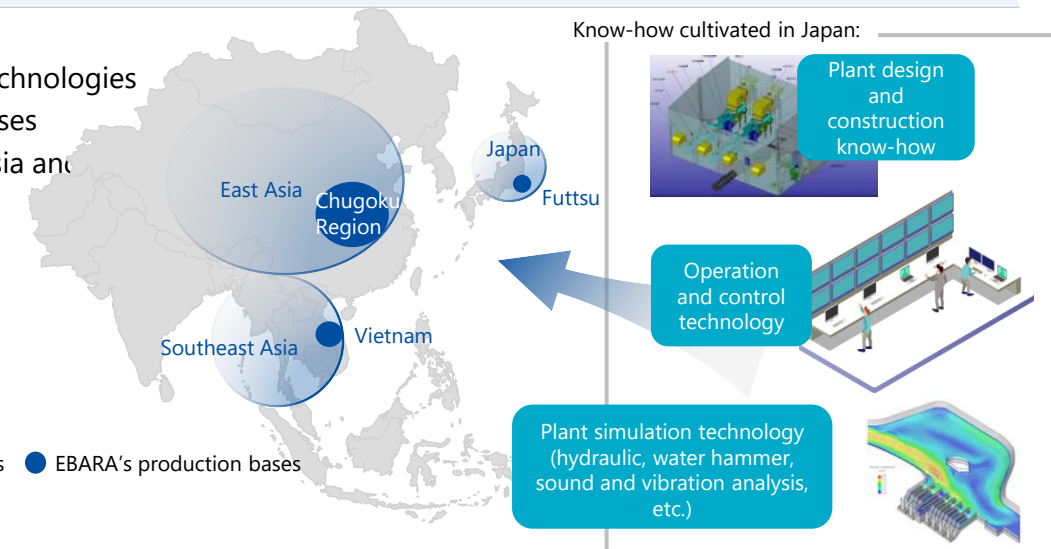 Know-how cultivated in Japan:
chnologies
ses
sia and
East Asia
Chugoku
Region
Japan
Futtsu
Southeast Asia
Vietnam
s
EBARA's production bases
Plant design
and
construction
know-how
Operation
and control
technology
Plant simulation technology
(hydraulic, water hammer,
sound and vibration analysis,
etc.)